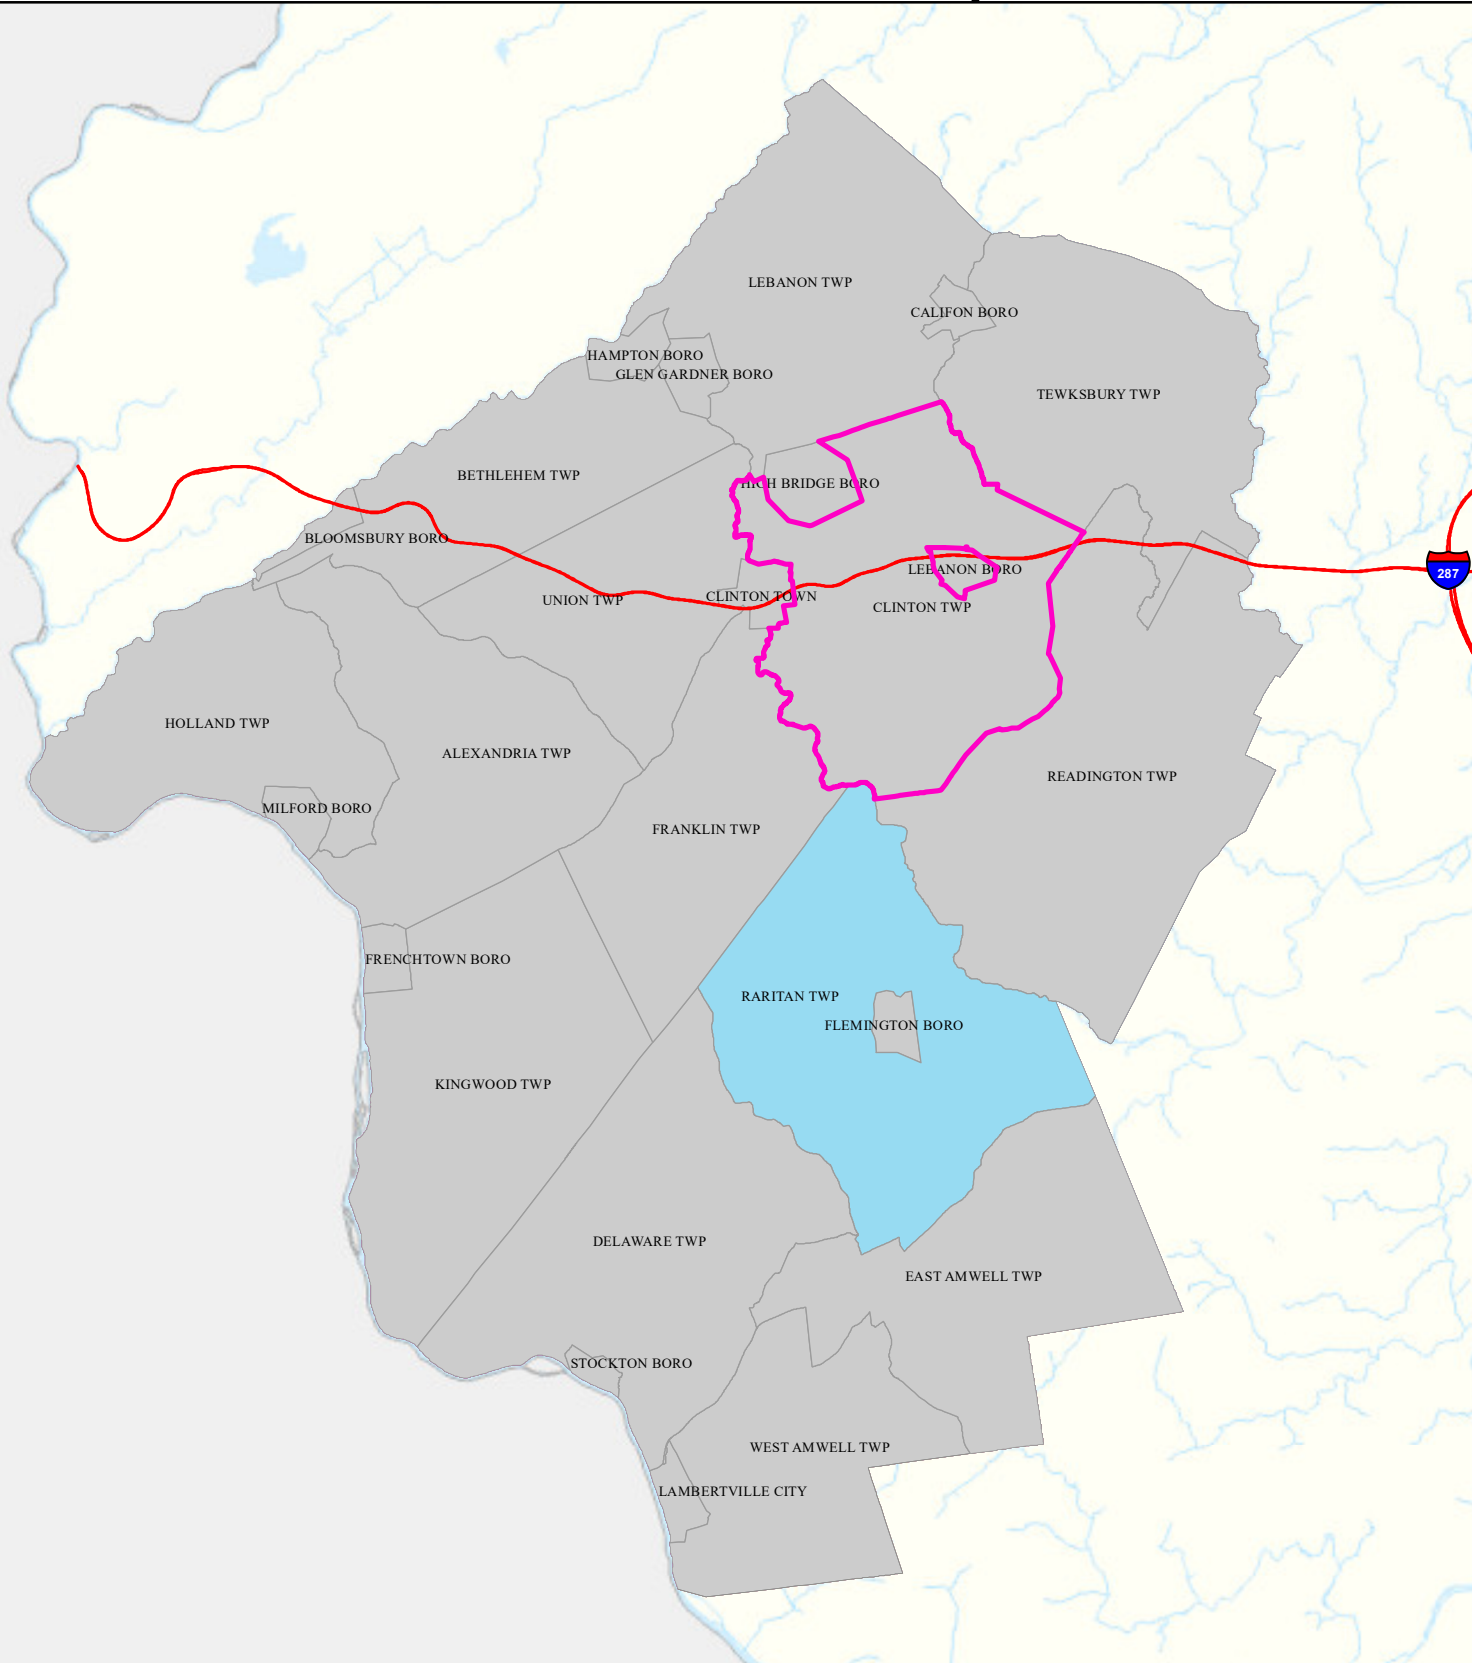 LEBANON TWP
CALIFON BORO
HAMPTON BORO
GLEN GARDNER BORO
TEWKSBURY TWP
BETHLEHEM TWP
HIGH BRIDGE BORO
BLOOMSBURY BORO
LEBANON BORO
287
UNION TWP
CLINTON TOWN
CLINTON TWP
HOLLAND TWP
ALEXANDRIA TWP
READINGTON TWP
MILFORD BORO
FRANKLIN TWP
FRENCHTOWN BORO
RARITAN TWP
FLEMINGTON BORO
KINGWOOD TWP
DELAWARE TWP
EAST AMWELL TWP
STOCKTON BORO
WEST AMWELL TWP
LAMBERTVILLE CITY